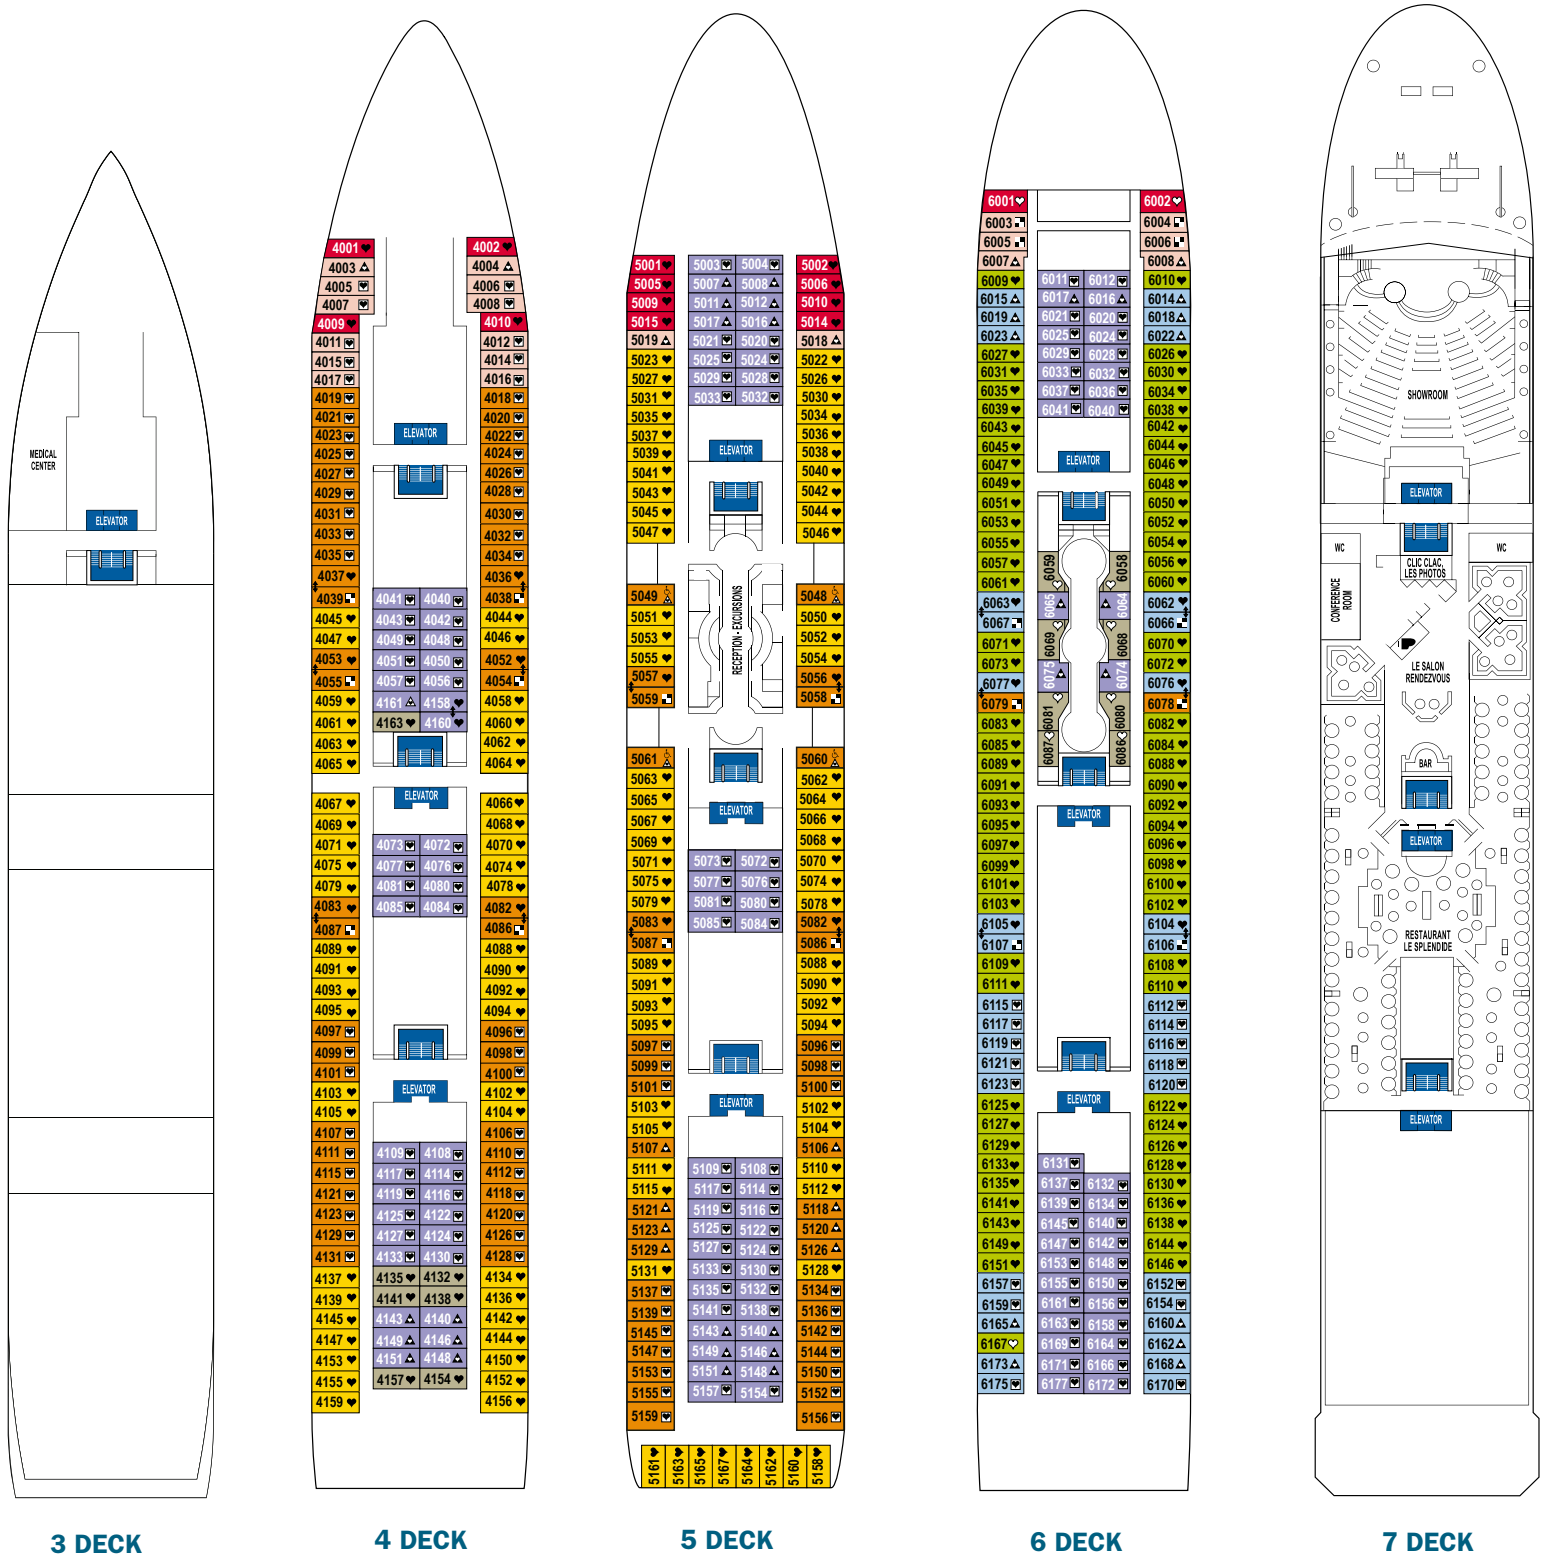 MEDICAL
CENTER
ELEVATOR
3 DECK
4001 4002
4003 4004
4005 4006
4007 4008
4009 4010
4011 4012
4015 4014
4017 4016
4019 4018
4021 4020
4023 4022
ELEVATOR
4025 4024
4027 4026
4029 4028
4031 4030
4033 4032
4035 4034
4037 4036
4039 4041 4040 4038
4045 4043 4042 4044
4047 4049 4048 4046
4053 4051 4050 4052
4055 4057 4056 4054
4059 4161 4158 4058
4061 4163 4160 4060
4063 4062
4065 4064
ELEVATOR
4067 4066
4069 4068
4071 4073 4072 4070
4075 4077 4076 4074
4079 4081 4080 4078
4083 4085 4084 4082
4087 4086
4089 4088
4091 4090
4093 4092
4095 4094
4097 4096
4099 4098
4101 4100
ELEVATOR
4103 4102
4105 4104
4107 4106
4111 4109 4108 4110
4115 4117 4114 4112
4121 4119 4116 4118
4123 4125 4122 4120
4129 4127 4124 4126
4131 4133 4130 4128
4137 4135 4132 4134
4139 4141 4138 4136
4145 4143 4140 4142
4147 4149 4146 4144
4153 4151 4148 4150
4155 4157 4154 4152
4159 4156
4 DECK
5001 5003 5004 5002
5005 5007 5008 5006
5009 5011 5012 5010
5015 5017 5016 5014
5019 5021 5020 5018
5023 5025 5024 5022
5027 5029 5028 5026
5031 5033 5032 5030
5035 5034
5037 5036
ELEVATOR
5039 5038
5041 5040
5043 5042
5045 5044
5047 5046
RECEPTION - EXCURSIONS
5049 5048
5051 5050
5053 5052
5055 5054
5057 5056
5059 5058
5061 5060
5063 5062
5065 5064
ELEVATOR
5067 5066
5069 5068
5071 5073 5072 5070
5075 5077 5076 5074
5079 5081 5080 5078
5083 5085 5084 5082
5087 5086
5089 5088
5091 5090
5093 5092
5095 5094
5097 5096
5099 5098
5101 5100
ELEVATOR
5103 5102
5105 5104
5107 5106
5111 5109 5108 5110
5115 5117 5114 5112
5121 5119 5116 5118
5123 5125 5122 5120
5129 5127 5124 5126
5131 5133 5130 5128
5137 5135 5132 5134
5139 5141 5138 5136
5145 5143 5140 5142
5147 5149 5146 5144
5153 5151 5148 5150
5155 5157 5154 5152
5159 5156
5161 5163 5165 5167 5164 5162 5160 5158
5 DECK
6001 6002
6003 6004
6005 6006
6007 6008
6009 6011 6012 6010
6015 6017 6016 6014
6019 6021 6020 6018
6023 6025 6024 6022
6027 6029 6028 6026
6031 6033 6032 6030
6035 6037 6036 6034
6039 6041 6040 6038
6043 6042
6045 6044
ELEVATOR
6047 6046
6049 6048
6051 6050
6053 6052
6055 6054
6057 6059 6058 6056
6061 6060
6063 6065 6064 6062
6067 6066
6071 6069 6068 6070
6073 6072
6077 6075 6074 6076
6079 6078
6083 6081 6080 6082
6085 6087 6086 6084
6089 6088
6091 6090
6093 6092
ELEVATOR
6095 6094
6097 6096
6099 6098
6101 6100
6103 6102
6105 6104
6107 6106
6109 6108
6111 6110
6115 6112
6117 6114
6119 6116
6121 6118
6123 6120
ELEVATOR
6125 6122
6127 6124
6129 6126
6133 6131 6128
6135 6137 6132 6130
6141 6139 6134 6136
6143 6145 6140 6138
6149 6147 6142 6144
6151 6153 6148 6146
6157 6155 6150 6152
6159 6161 6156 6154
6165 6163 6158 6160
6167 6169 6164 6162
6173 6171 6166 6168
6175 6177 6172 6170
6 DECK
SHOWROOM
ELEVATOR
WC
WC
CLIC CLAC,
LES PHOTOS
CONFERENCE
ROOM
LE SALON
RENDEZVOUS
BAR
ELEVATOR
RESTAURANT
LE SPLENDIDE
ELEVATOR
7 DECK